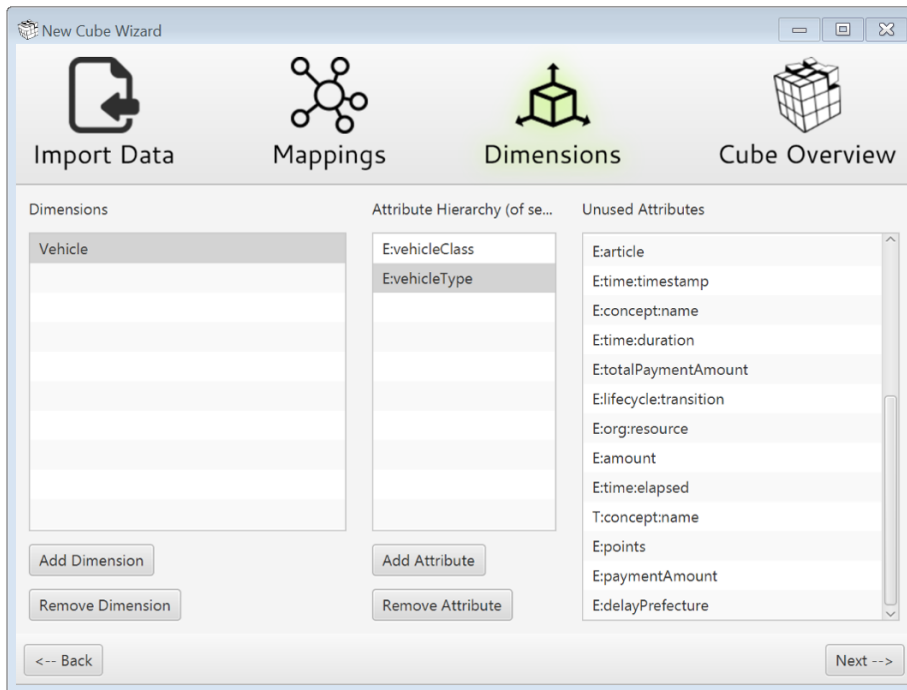 New Cube Wizard
Import Data
Mappings
Dimensions
Cube Overview
Dimensions
Attribute Hierarchy (of se...
Unused Attributes
Vehicle
E:vehicleClass
E:vehicleType
E:article
E:time:timestamp
E:concept:name
E:time:duration
E:totalPaymentAmount
E:lifecycle:transition
E:org:resource
E:amount
E:time:elapsed
T:concept:name
E:points
E:paymentAmount
E:delayPrefecture
Add Dimension
Remove Dimension
Add Attribute
Remove Attribute
<-- Back
Next -->